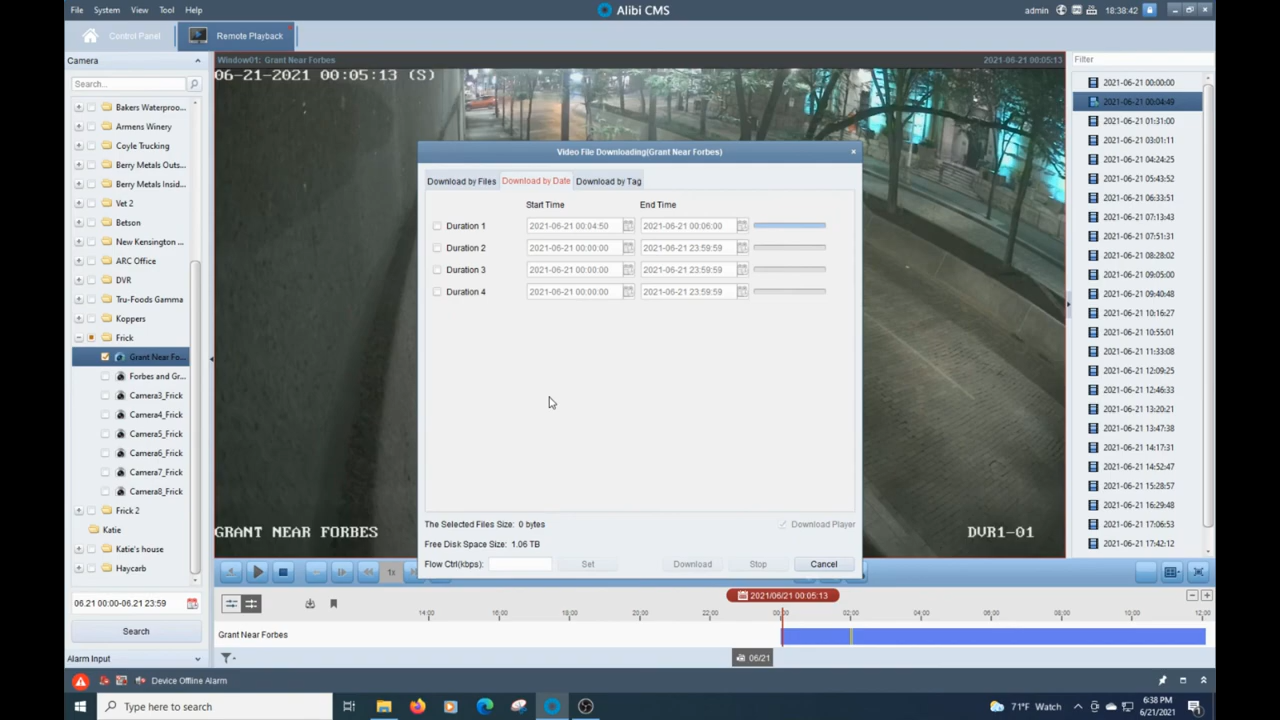 File System View Tool Help
Alibi CMS
admin 18:38:42
Control Panel
Remote Playback
Camera
Search...
Bakers Waterproo...
Armens Winery
Coyle Trucking
Berry Metals Outs...
Berry Metals Insid...
Vet 2
Betson
New Kensington ...
ARC Office
DVR
Tru-Foods Gamma
Koppers
Frick
Grant Near Fo...
Forbes and Gr...
Camera3_Frick
Camera4_Frick
Camera5_Frick
Camera6_Frick
Camera7_Frick
Camera8_Frick
Frick 2
Katie
Katie's house
Haycarb
06.21 00:00-06.21 23:59
Search
Alarm Input
Window01: Grant Near Forbes
2021-06-21 00:05:13
06-21-2021 00:05:13 (S)
GRANT NEAR FORBES
DVR1-01
Video File Downloading(Grant Near Forbes)
Download by Files
Download by Date
Download by Tag
Start Time
End Time
Duration 1 2021-06-21 00:04:50 2021-06-21 00:06:00
Duration 2 2021-06-21 00:00:00 2021-06-21 23:59:59
Duration 3 2021-06-21 00:00:00 2021-06-21 23:59:59
Duration 4 2021-06-21 00:00:00 2021-06-21 23:59:59
The Selected Files Size: 0 bytes
Download Player
Free Disk Space Size: 1.06 TB
Flow Ctrl(kbps):
Set
Download
Stop
Cancel
1x
2021/06/21 00:05:13
14:00 16:00 18:00 20:00 22:00 00:00 02:00 04:00 06:00 08:00 10:00 12:00
Grant Near Forbes
06/21
Filter
2021-06-21 00:00:00
2021-06-21 00:04:49
2021-06-21 01:31:00
2021-06-21 03:01:11
2021-06-21 04:24:25
2021-06-21 05:43:52
2021-06-21 06:33:51
2021-06-21 07:13:43
2021-06-21 07:51:31
2021-06-21 08:28:02
2021-06-21 09:05:00
2021-06-21 09:40:48
2021-06-21 10:16:27
2021-06-21 10:55:01
2021-06-21 11:33:08
2021-06-21 12:09:25
2021-06-21 12:46:33
2021-06-21 13:20:21
2021-06-21 13:47:38
2021-06-21 14:17:31
2021-06-21 14:52:47
2021-06-21 15:28:57
2021-06-21 16:29:48
2021-06-21 17:06:53
2021-06-21 17:42:12
Device Offline Alarm
Type here to search
71°F Watch
6:38 PM
6/21/2021
1